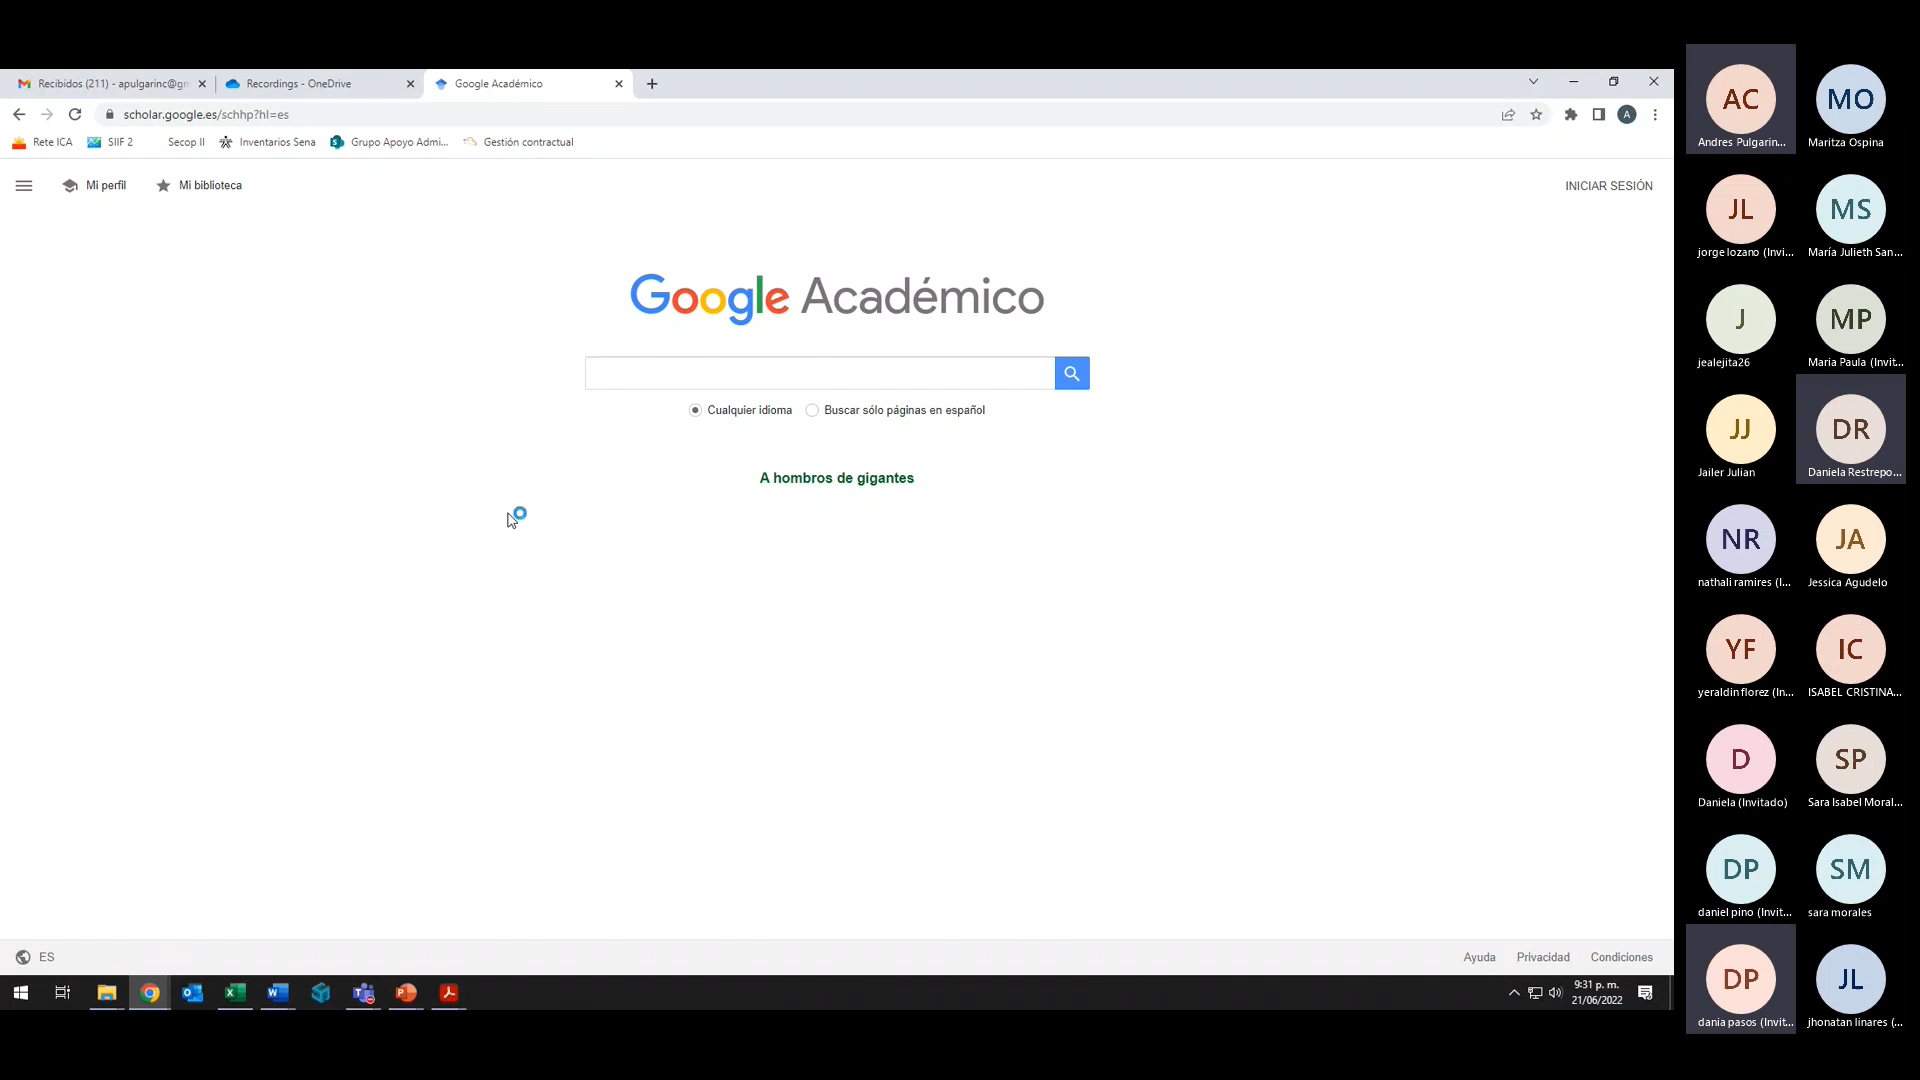 Recibidos (211) - apulgarinc@gm
Recordings - OneDrive
Google Académico
scholar.google.es/schhp?hl=es
A
Rete ICA
SIIF 2
Secop II
Inventarios Sena
Grupo Apoyo Admi...
Gestión contractual
Mi perfil
Mi biblioteca
INICIAR SESIÓN
Google Académico
Cualquier idioma
Buscar sólo páginas en español
A hombros de gigantes
ES
Ayuda
Privacidad
Condiciones
9:31 p. m.
21/06/2022
AC
Andres Pulgarin...
MO
Maritza Ospina
JL
jorge lozano (Invi...
MS
María Julieth San...
J
jealejita26
MP
Maria Paula (Invit...
JJ
Jailer Julian
DR
Daniela Restrepo...
NR
nathali ramires (I...
JA
Jessica Agudelo
YF
yeraldin florez (In...
IC
ISABEL CRISTINA...
D
Daniela (Invitado)
SP
Sara Isabel Moral...
DP
daniel pino (Invit...
SM
sara morales
DP
dania pasos (Invit...
JL
jhonatan linares (...